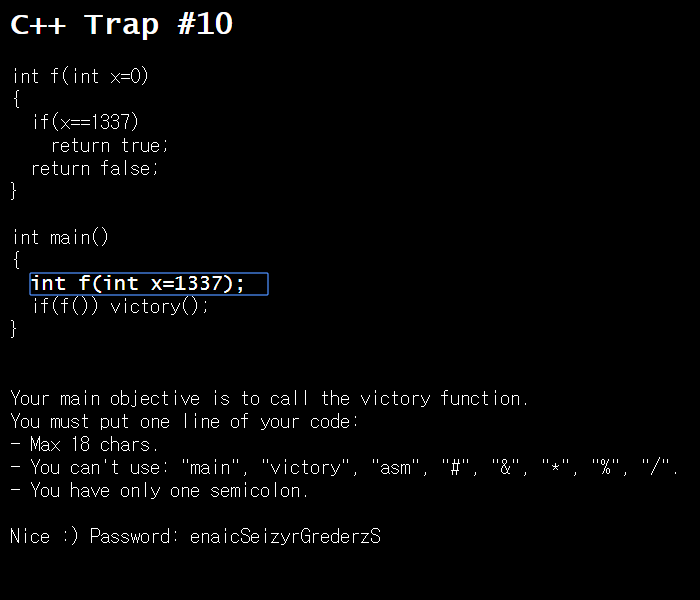 C++ Trap #10
int f(int x=0)
{
if(x==1337)
return true;
return false;
}
int main()
{
int f(int x=1337);
if(f()) victory();
}
Your main objective is to call the victory function.
You must put one line of your code:
- Max 18 chars.
- You can't use: "main", "victory", "asm", "#", "&", "*", "%", "/".
- You have only one semicolon.
Nice :) Password: enaicSeizyrGrederzS